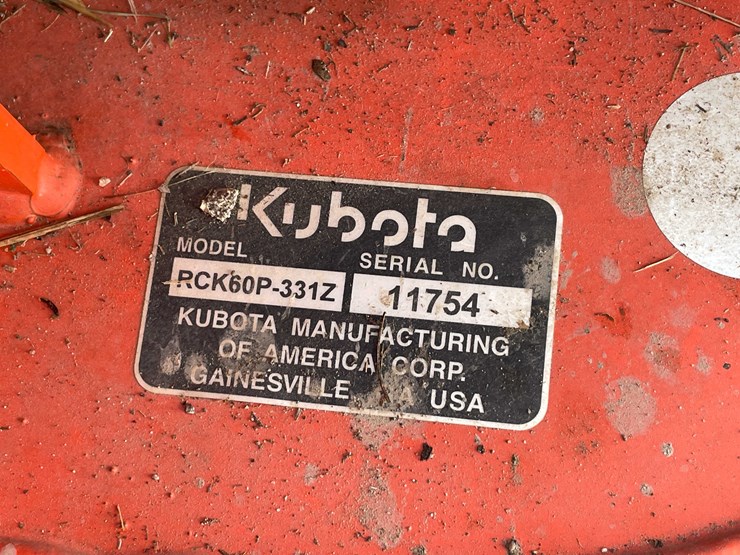 Kubota
MODEL
SERIAL NO.
RCK60P-331Z
11754
KUBOTA MANUFACTURING
OF AMERICA CORP.
GAINESVILLE USA